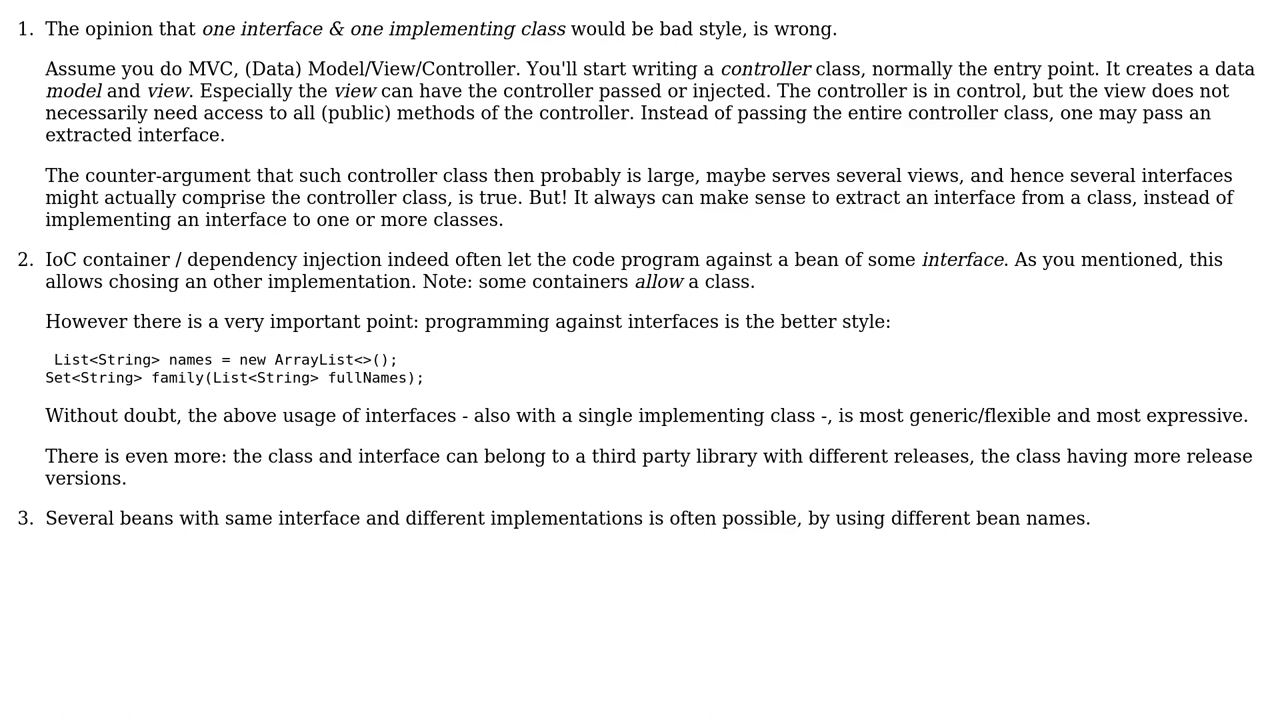 1. The opinion that one interface & one implementing class would be bad style, is wrong.
Assume you do MVC, (Data) Model/View/Controller. You'll start writing a controller class, normally the entry point. It creates a data
model and view. Especially the view can have the controller passed or injected. The controller is in control, but the view does not
necessarily need access to all (public) methods of the controller. Instead of passing the entire controller class, one may pass an
extracted interface.
The counter-argument that such controller class then probably is large, maybe serves several views, and hence several interfaces
might actually comprise the controller class, is true. But! It always can make sense to extract an interface from a class, instead of
implementing an interface to one or more classes.
2. IoC container / dependency injection indeed often let the code program against a bean of some interface. As you mentioned, this
allows chosing an other implementation. Note: some containers allow a class.
However there is a very important point: programming against interfaces is the better style:
List<String> names = new ArrayList<>();
Set<String> family(List<String> fullNames);
Without doubt, the above usage of interfaces - also with a single implementing class -, is most generic/flexible and most expressive.
There is even more: the class and interface can belong to a third party library with different releases, the class having more release
versions.
3. Several beans with same interface and different implementations is often possible, by using different bean names.